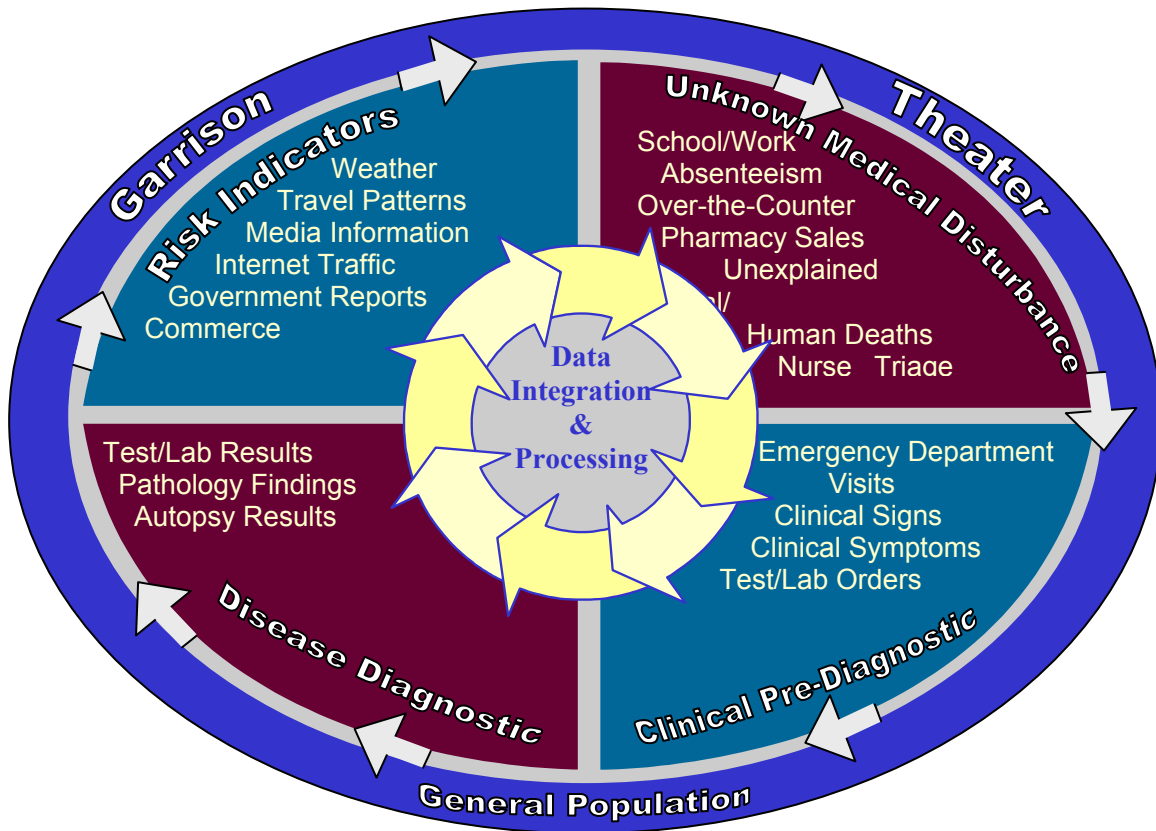 Garrison
Theater
General Population
Risk Indicators
Weather
Travel Patterns
Media Information
Internet Traffic
Government Reports
Commerce
Unknown Medical Disturbance
School/Work
Absenteeism
Over-the-Counter
Pharmacy Sales
Unexplained
Human Deaths
Nurse Triage
Data
Integration
&
Processing
Test/Lab Results
Pathology Findings
Autopsy Results
Disease Diagnostic
Emergency Department
Visits
Clinical Signs
Clinical Symptoms
Test/Lab Orders
Clinical Pre-Diagnostic